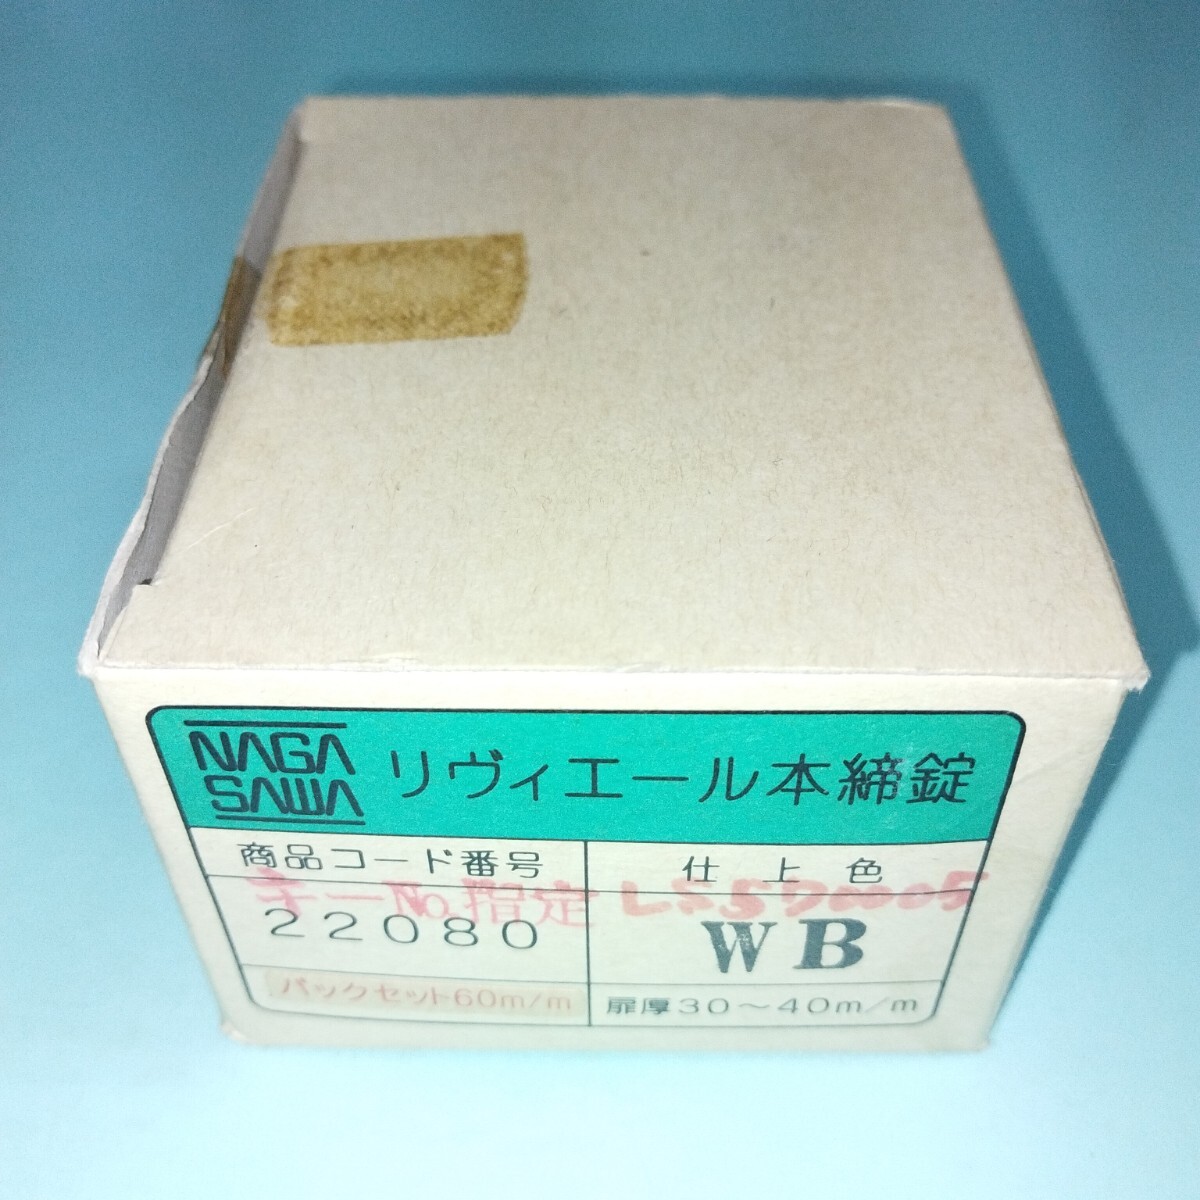 NAGA
SAWA
リヴィエール本締錠
商品コード番号
仕上色
キーNo.指定
22080
WB
バックセット60m/m
扉厚30〜40m/m